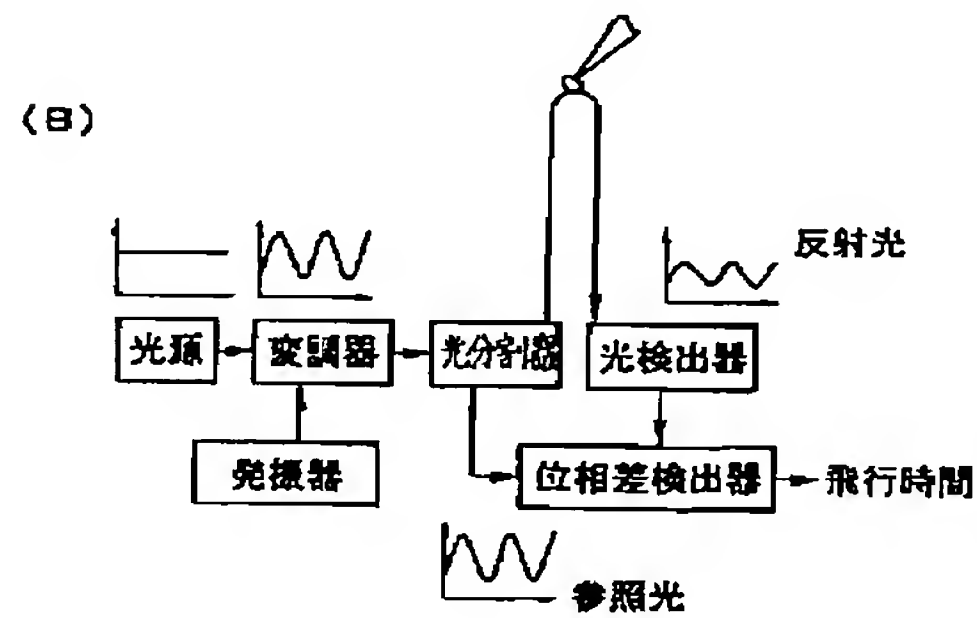 (B)
反射光
光源
変調器
光分割器
光検出器
発振器
位相差検出器
飛行時間
参照光